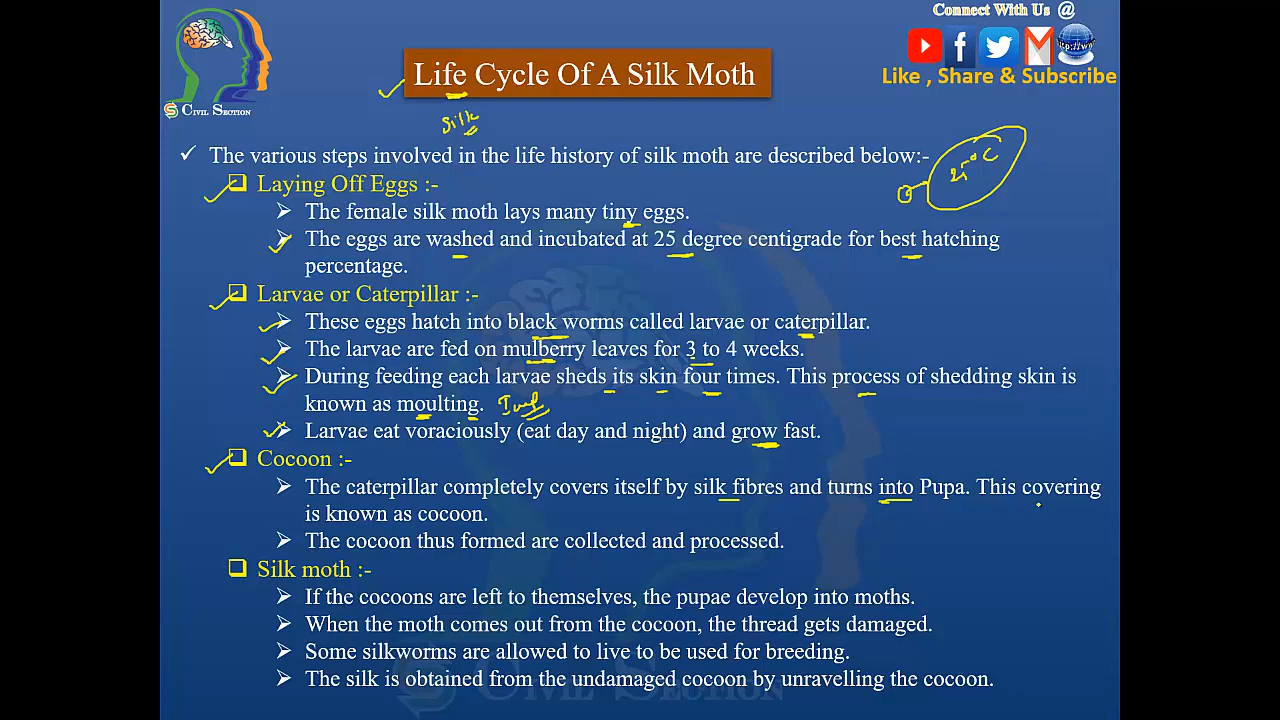 Connect With Us @
http://www
Like , Share & Subscribe
CIVIL SECTION
Life Cycle Of A Silk Moth
Silk
✓ The various steps involved in the life history of silk moth are described below:-
25°C
❑ Laying Off Eggs :-
➢ The female silk moth lays many tiny eggs.
➢ The eggs are washed and incubated at 25 degree centigrade for best hatching
percentage.
❑ Larvae or Caterpillar :-
➢ These eggs hatch into black worms called larvae or caterpillar.
➢ The larvae are fed on mulberry leaves for 3 to 4 weeks.
➢ During feeding each larvae sheds its skin four times. This process of shedding skin is
known as moulting.
➢ Larvae eat voraciously (eat day and night) and grow fast.
❑ Cocoon :-
➢ The caterpillar completely covers itself by silk fibres and turns into Pupa. This covering
is known as cocoon.
➢ The cocoon thus formed are collected and processed.
❑ Silk moth :-
➢ If the cocoons are left to themselves, the pupae develop into moths.
➢ When the moth comes out from the cocoon, the thread gets damaged.
➢ Some silkworms are allowed to live to be used for breeding.
➢ The silk is obtained from the undamaged cocoon by unravelling the cocoon.
CIVIL SECTION